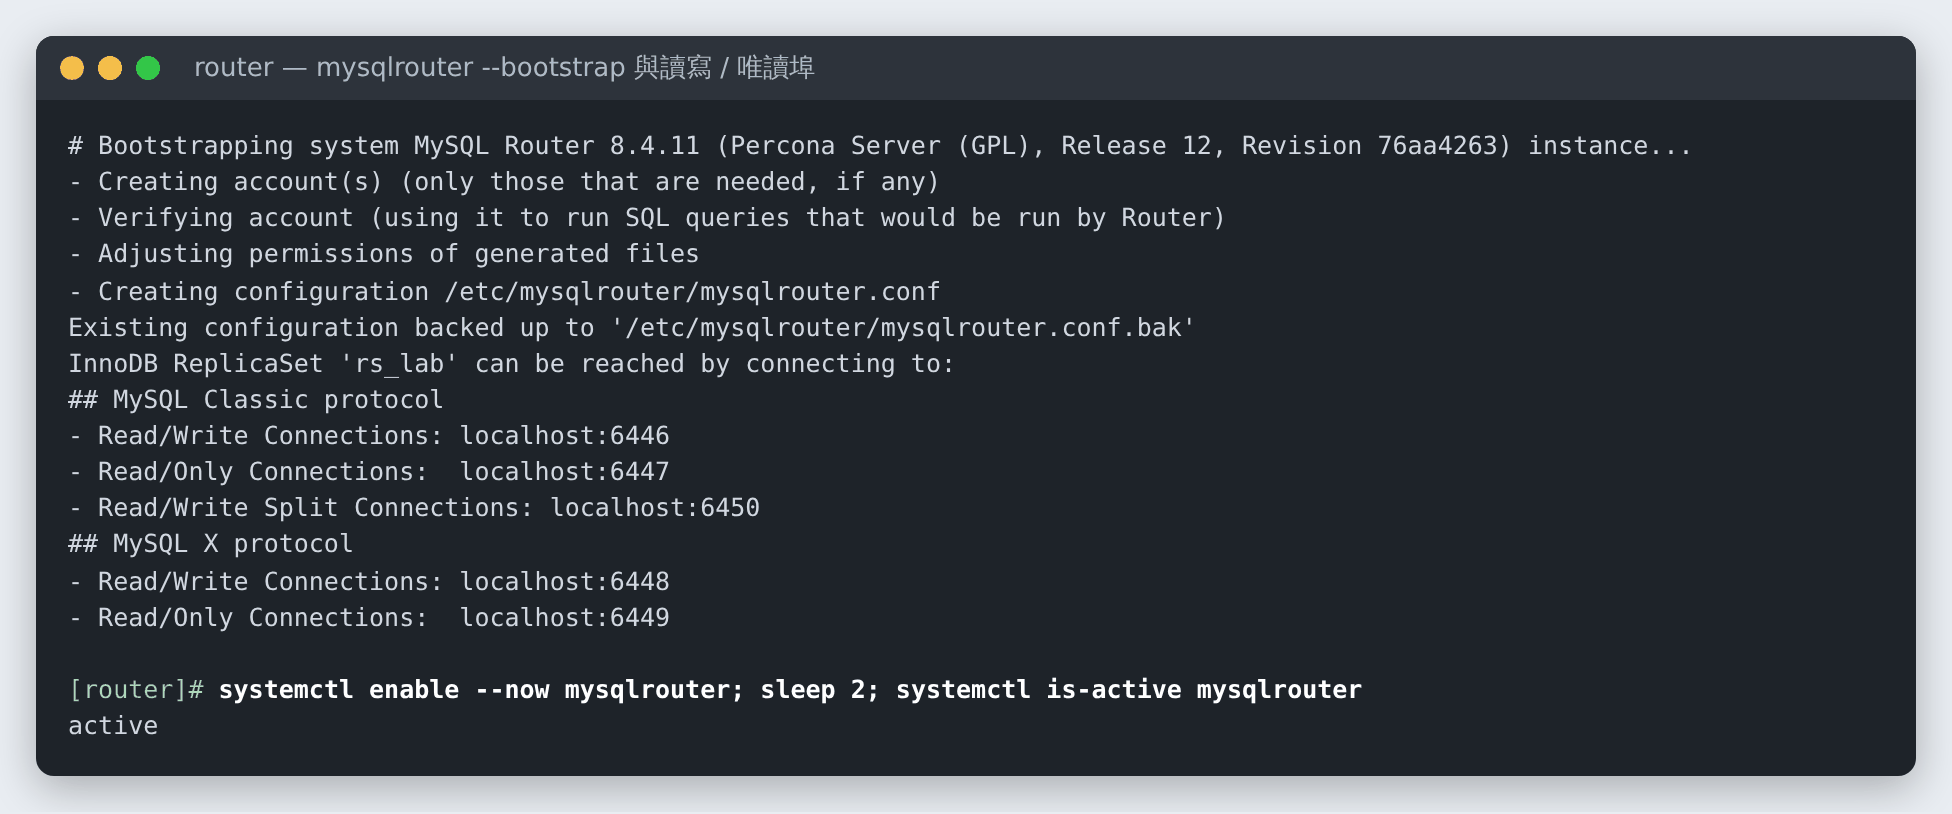 router — mysqlrouter --bootstrap 與讀寫 / 唯讀埠
# Bootstrapping system MySQL Router 8.4.11 (Percona Server (GPL), Release 12, Revision 76aa4263) instance...
- Creating account(s) (only those that are needed, if any)
- Verifying account (using it to run SQL queries that would be run by Router)
- Adjusting permissions of generated files
- Creating configuration /etc/mysqlrouter/mysqlrouter.conf
Existing configuration backed up to '/etc/mysqlrouter/mysqlrouter.conf.bak'
InnoDB ReplicaSet 'rs_lab' can be reached by connecting to:
## MySQL Classic protocol
- Read/Write Connections: localhost:6446
- Read/Only Connections:  localhost:6447
- Read/Write Split Connections: localhost:6450
## MySQL X protocol
- Read/Write Connections: localhost:6448
- Read/Only Connections:  localhost:6449
[router]# systemctl enable --now mysqlrouter; sleep 2; systemctl is-active mysqlrouter
active